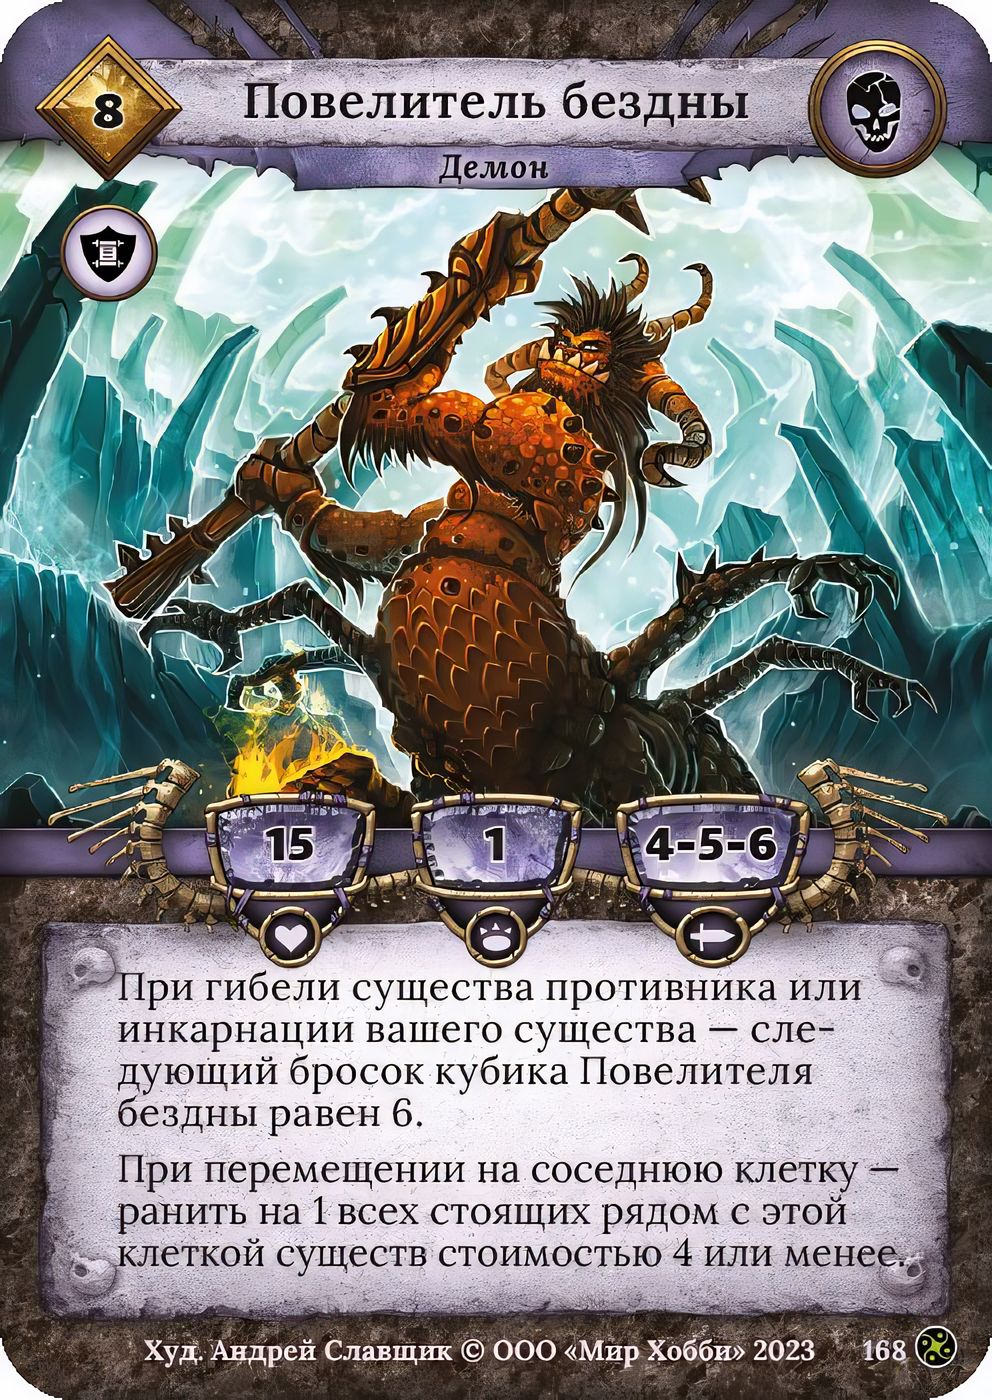 8
Повелитель бездны
Демон
15
1
4-5-6
При гибели существа противника или
инкарнации вашего существа — сле-
дующий бросок кубика Повелителя
бездны равен 6.
При перемещении на соседнюю клетку —
ранить на 1 всех стоящих рядом с этой
клеткой существ стоимостью 4 или менее.
Худ. Андрей Славщик © ООО «Мир Хобби» 2023
168